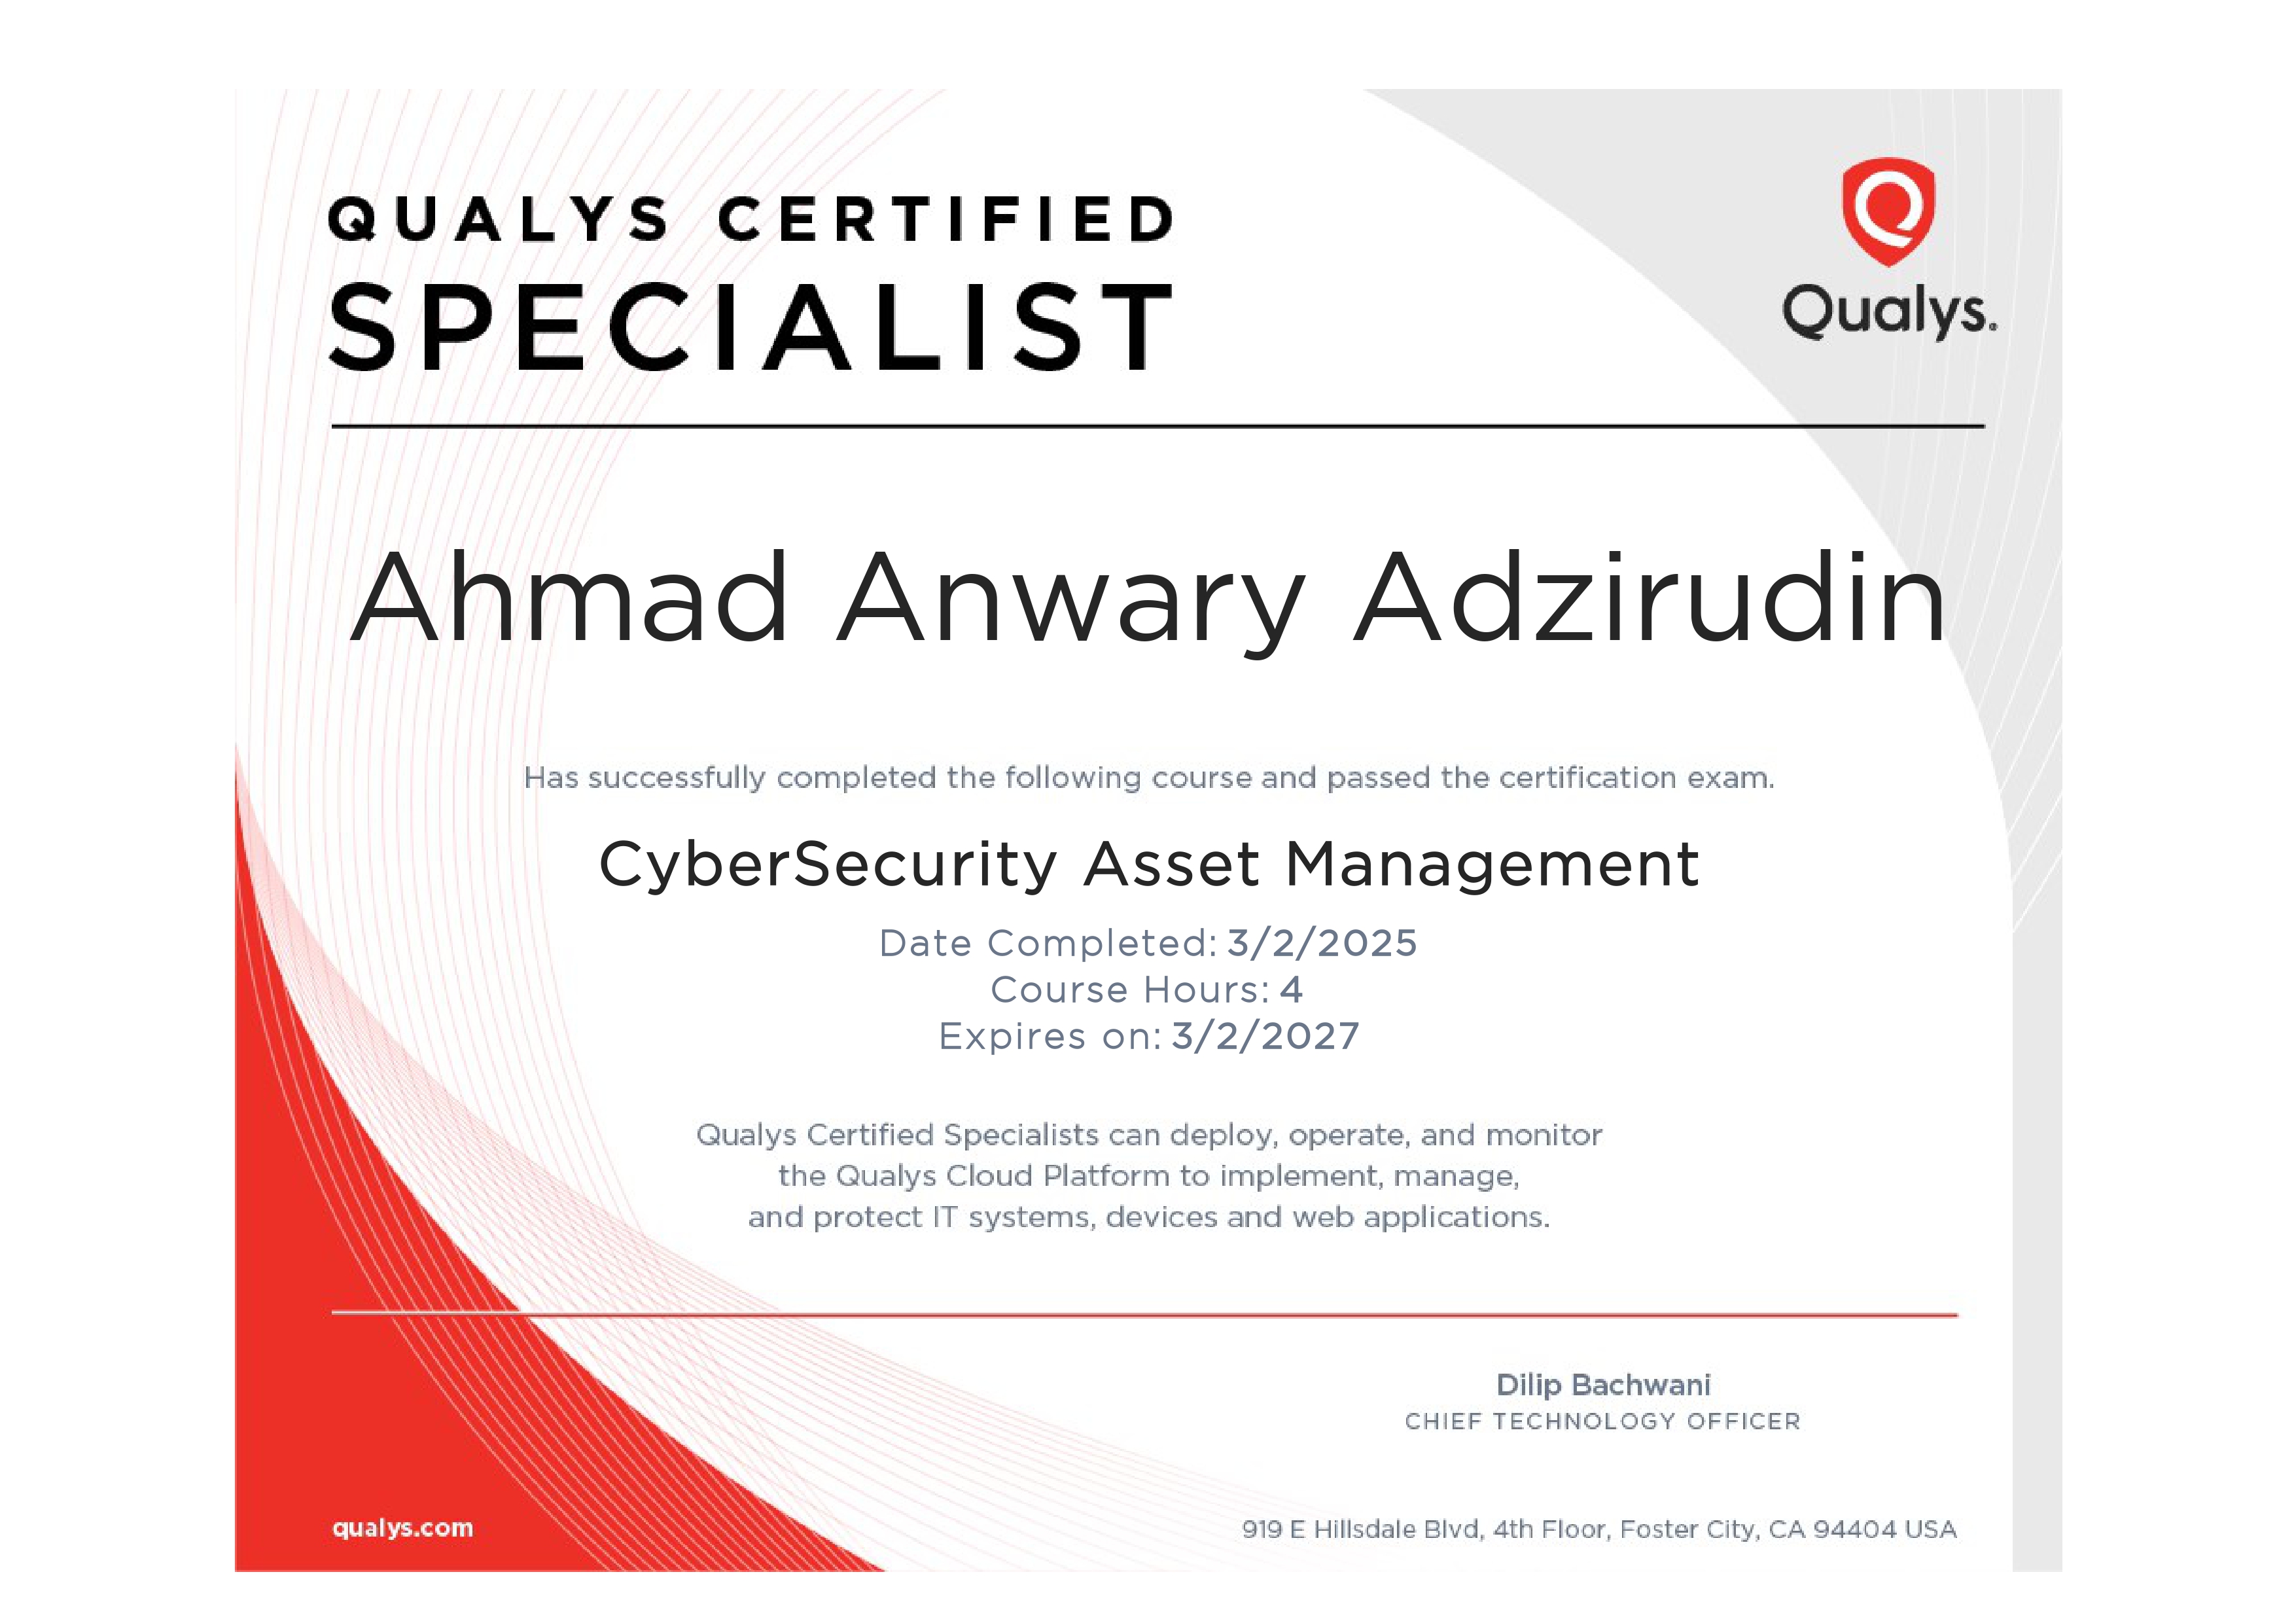 QUALYS CERTIFIED
SPECIALIST
Qualys.
Ahmad Anwary Adzirudin
Has successfully completed the following course and passed the certification exam.
CyberSecurity Asset Management
Date Completed: 3/2/2025
Course Hours: 4
Expires on: 3/2/2027
Qualys Certified Specialists can deploy, operate, and monitor
the Qualys Cloud Platform to implement, manage,
and protect IT systems, devices and web applications.
Dilip Bachwani
CHIEF TECHNOLOGY OFFICER
qualys.com
919 E Hillsdale Blvd, 4th Floor, Foster City, CA 94404 USA